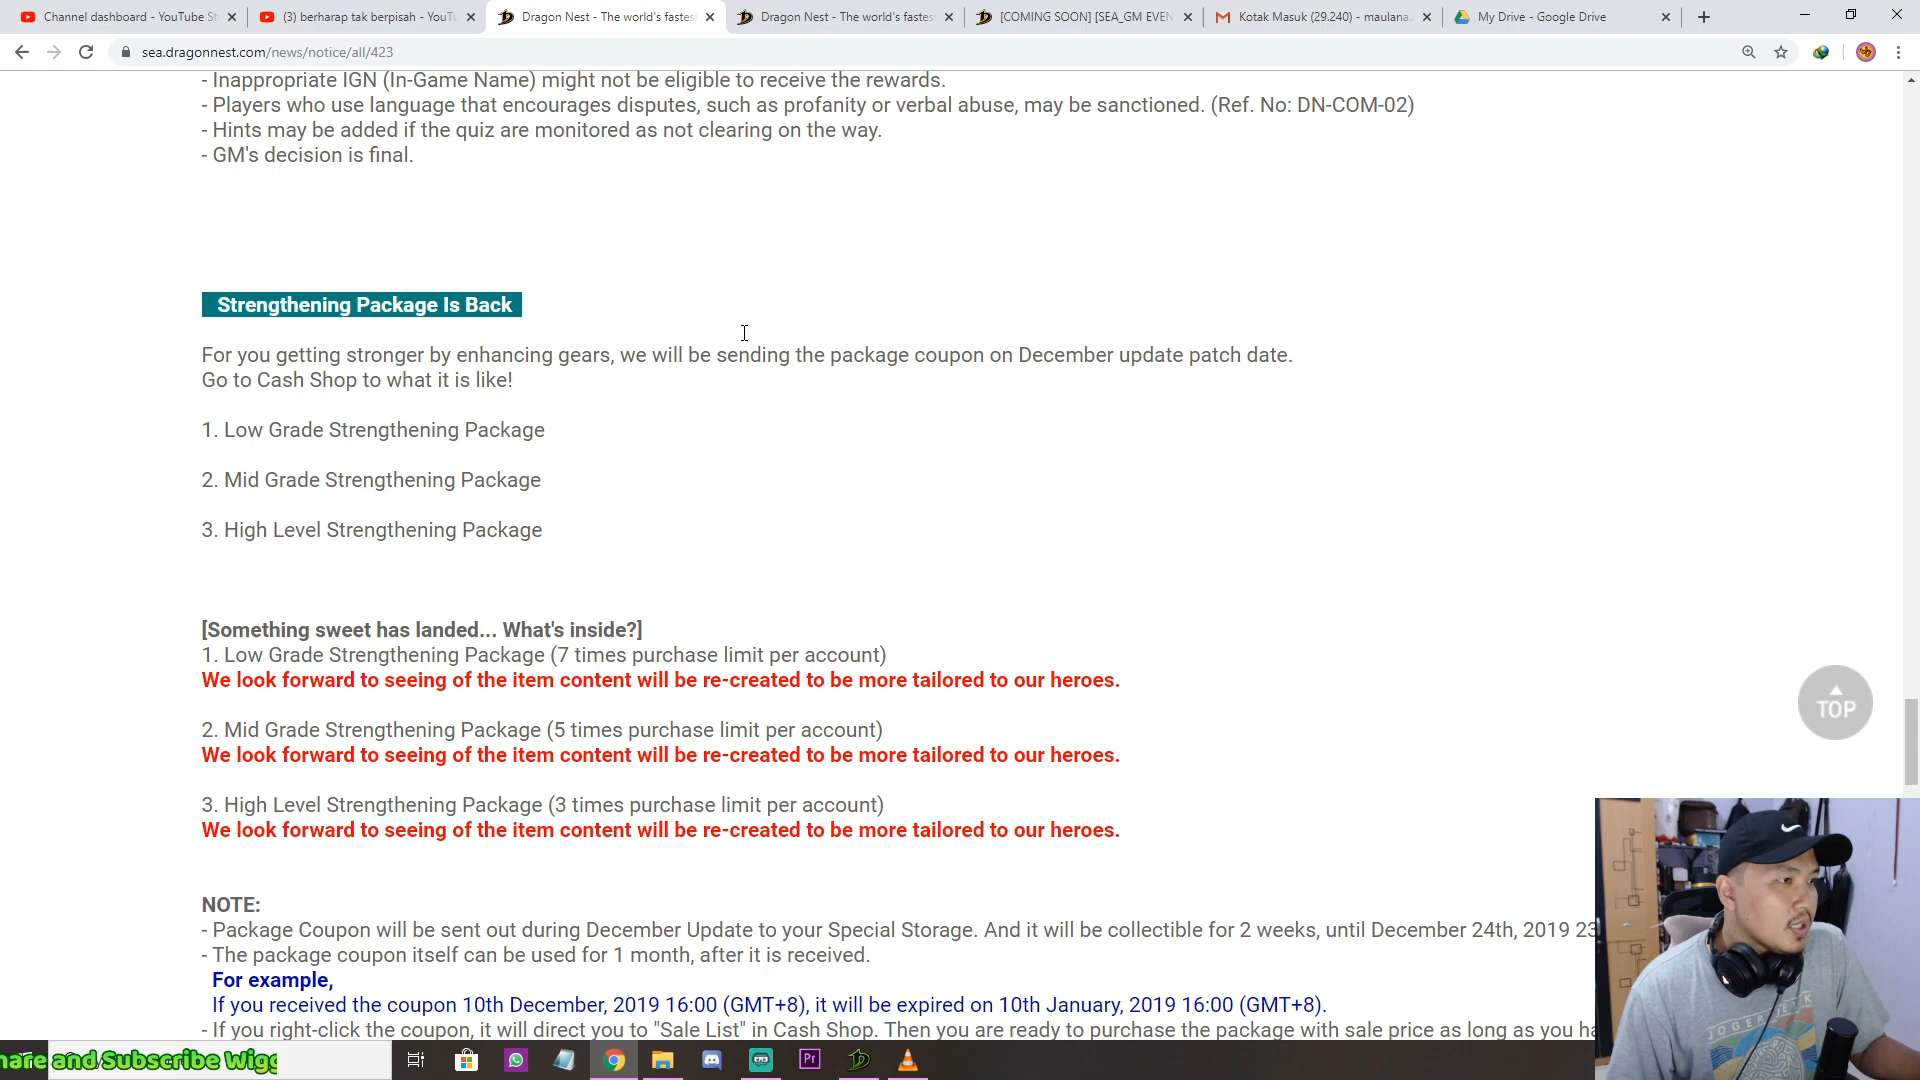 Channel dashboard - YouTube St
(3) berharap tak berpisah - YouTu
Dragon Nest - The world's fastes
Dragon Nest - The world's fastes
[COMING SOON] [SEA_GM EVEN
Kotak Masuk (29.240) - maulana
My Drive - Google Drive
sea.dragonnest.com/news/notice/all/423
- Inappropriate IGN (In-Game Name) might not be eligible to receive the rewards.
- Players who use language that encourages disputes, such as profanity or verbal abuse, may be sanctioned. (Ref. No: DN-COM-02)
- Hints may be added if the quiz are monitored as not clearing on the way.
- GM's decision is final.
Strengthening Package Is Back
For you getting stronger by enhancing gears, we will be sending the package coupon on December update patch date.
Go to Cash Shop to what it is like!
1. Low Grade Strengthening Package
2. Mid Grade Strengthening Package
3. High Level Strengthening Package
[Something sweet has landed... What's inside?]
1. Low Grade Strengthening Package (7 times purchase limit per account)
We look forward to seeing of the item content will be re-created to be more tailored to our heroes.
2. Mid Grade Strengthening Package (5 times purchase limit per account)
We look forward to seeing of the item content will be re-created to be more tailored to our heroes.
3. High Level Strengthening Package (3 times purchase limit per account)
We look forward to seeing of the item content will be re-created to be more tailored to our heroes.
TOP
NOTE:
- Package Coupon will be sent out during December Update to your Special Storage. And it will be collectible for 2 weeks, until December 24th, 2019 23
- The package coupon itself can be used for 1 month, after it is received.
For example,
If you received the coupon 10th December, 2019 16:00 (GMT+8), it will be expired on 10th January, 2019 16:00 (GMT+8).
- If you right-click the coupon, it will direct you to "Sale List" in Cash Shop. Then you are ready to purchase the package with sale price as long as you ha
hare and Subscribe Wigg
Pr